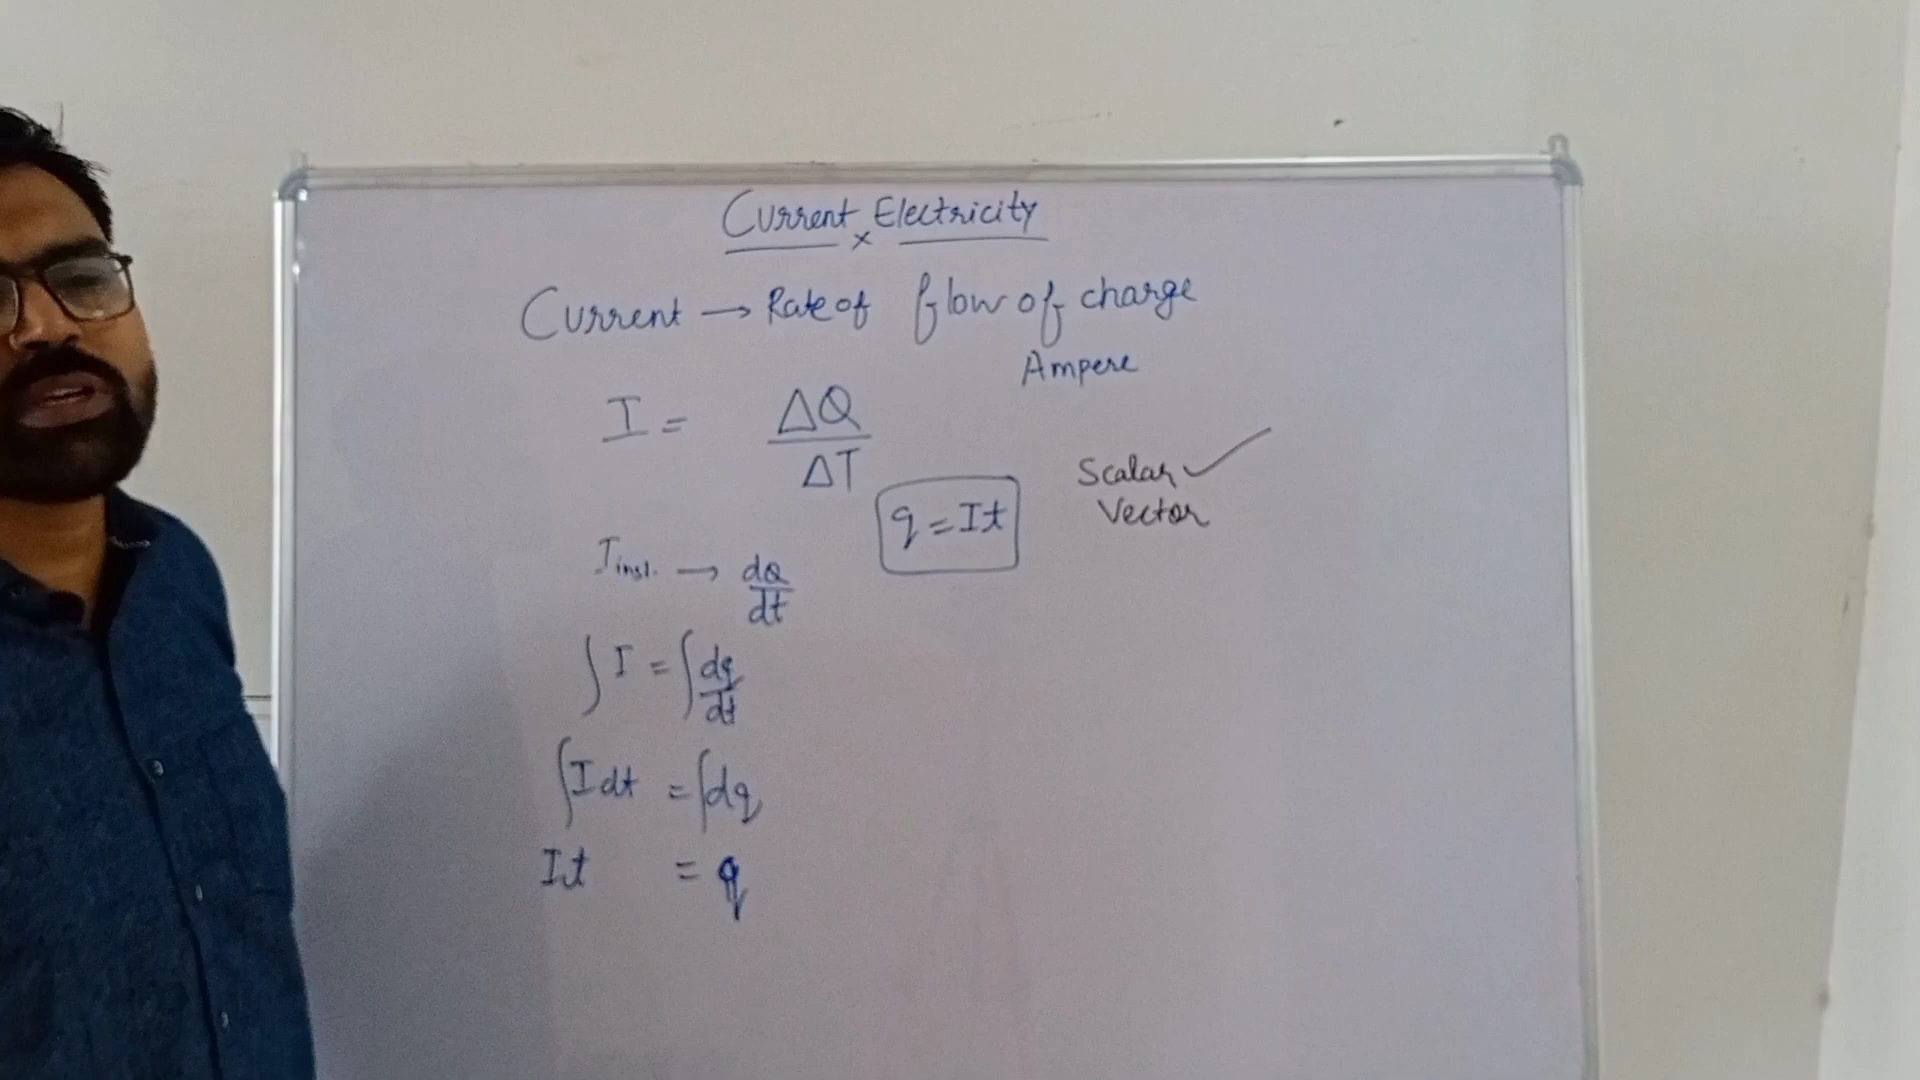 Current Electricity
x
Current → Rate of flow of charge
Ampere
I = ΔQ/ΔT
Scalar ✓
Vector
q = It
Iinst. → dQ/dt
∫I = ∫dq/dt
∫I dt = ∫dq
It = q